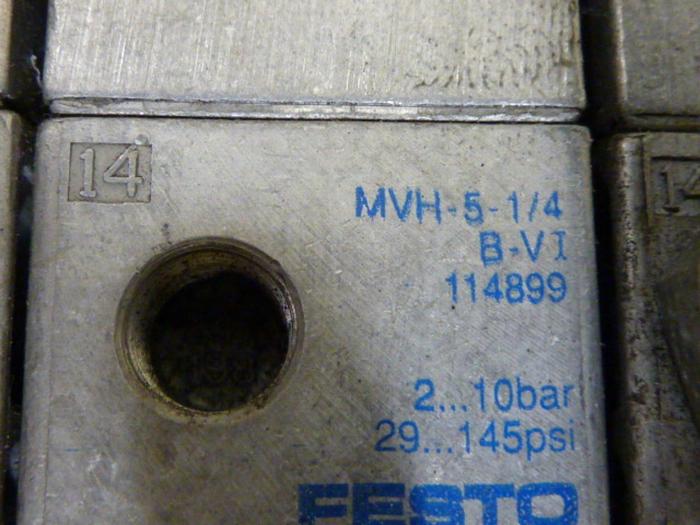 14
MVH-5-1/4
B-VI
114899
2...10bar
29...145psi
FESTO